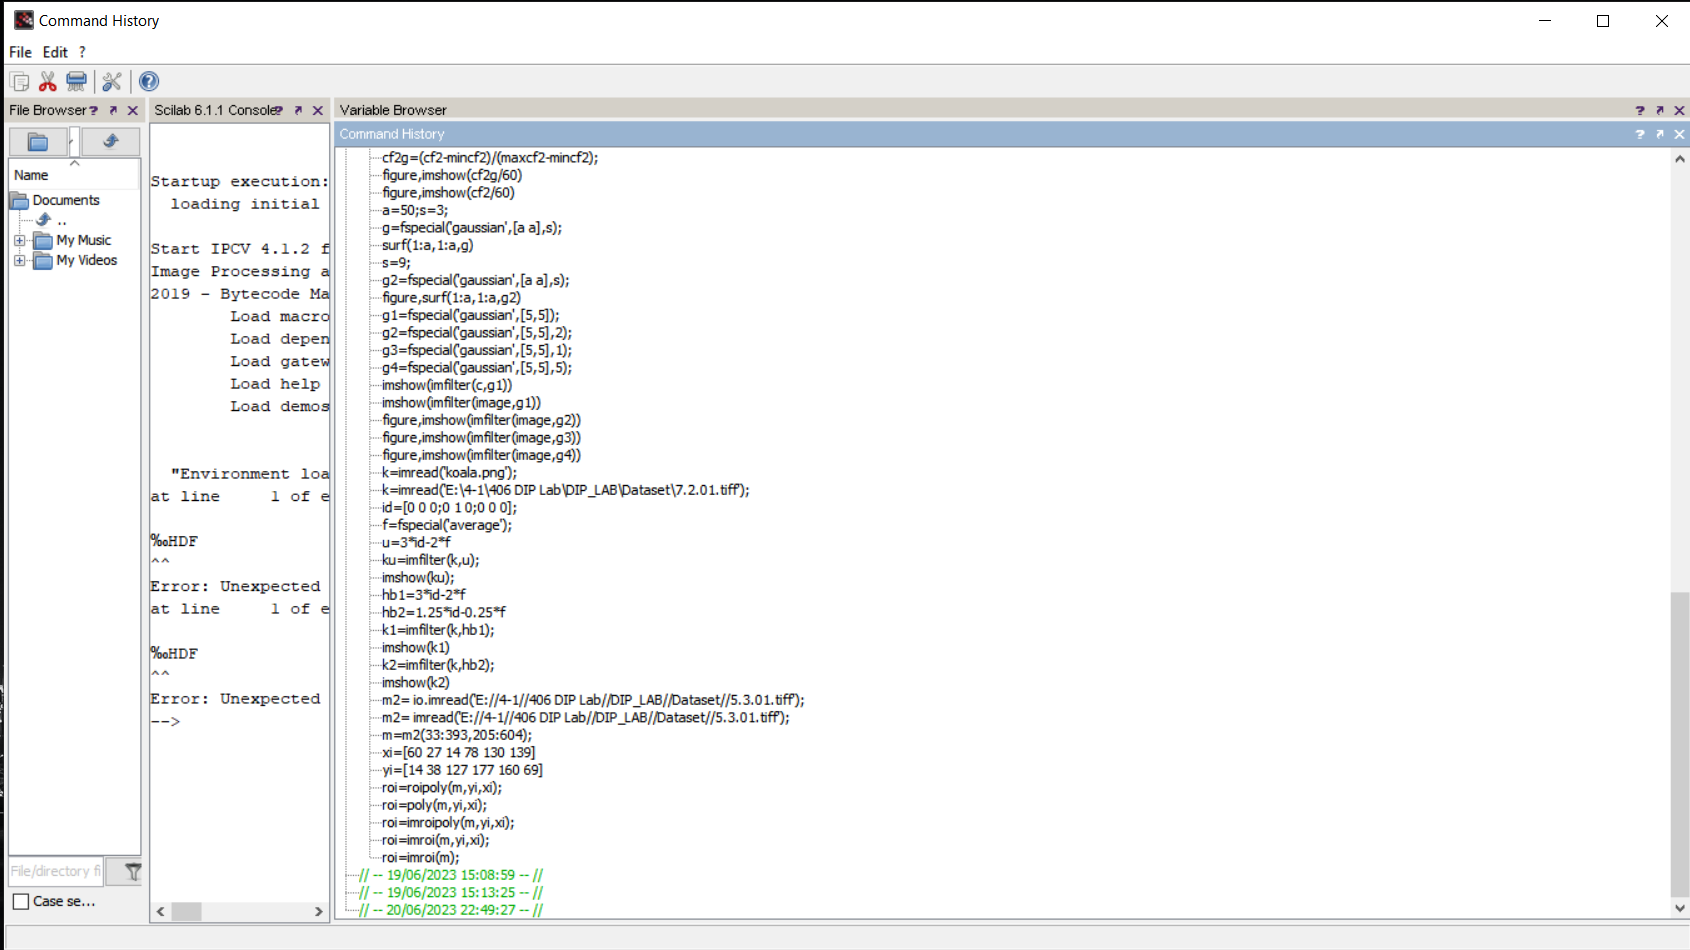 Command History
File Edit ?
File Browser
Scilab 6.1.1 Console
Variable Browser
Command History
Name
Documents
..
My Music
My Videos
File/directory fi
Case se...
Startup execution:
loading initial
Start IPCV 4.1.2 f
Image Processing a
2019 - Bytecode Ma
Load macro
Load depen
Load gatew
Load help
Load demos
"Environment loa
at line 1 of e
‰HDF
^^
Error: Unexpected
at line 1 of e
‰HDF
^^
Error: Unexpected
-->
cf2g=(cf2-mincf2)/(maxcf2-mincf2);
figure,imshow(cf2g/60)
figure,imshow(cf2/60)
a=50;s=3;
g=fspecial('gaussian',[a a],s);
surf(1:a,1:a,g)
s=9;
g2=fspecial('gaussian',[a a],s);
figure,surf(1:a,1:a,g2)
g1=fspecial('gaussian',[5,5]);
g2=fspecial('gaussian',[5,5],2);
g3=fspecial('gaussian',[5,5],1);
g4=fspecial('gaussian',[5,5],5);
imshow(imfilter(c,g1))
imshow(imfilter(image,g1))
figure,imshow(imfilter(image,g2))
figure,imshow(imfilter(image,g3))
figure,imshow(imfilter(image,g4))
k=imread('koala.png');
k=imread('E:\4-1\406 DIP Lab\DIP_LAB\Dataset\7.2.01.tiff');
id=[0 0 0;0 1 0;0 0 0];
f=fspecial('average');
u=3*id-2*f
ku=imfilter(k,u);
imshow(ku);
hb1=3*id-2*f
hb2=1.25*id-0.25*f
k1=imfilter(k,hb1);
imshow(k1)
k2=imfilter(k,hb2);
imshow(k2)
m2= io.imread('E://4-1//406 DIP Lab//DIP_LAB//Dataset//5.3.01.tiff');
m2= imread('E://4-1//406 DIP Lab//DIP_LAB//Dataset//5.3.01.tiff');
m=m2(33:393,205:604);
xi=[60 27 14 78 130 139]
yi=[14 38 127 177 160 69]
roi=roipoly(m,yi,xi);
roi=poly(m,yi,xi);
roi=imroipoly(m,yi,xi);
roi=imroi(m,yi,xi);
roi=imroi(m);
// -- 19/06/2023 15:08:59 -- //
// -- 19/06/2023 15:13:25 -- //
// -- 20/06/2023 22:49:27 -- //